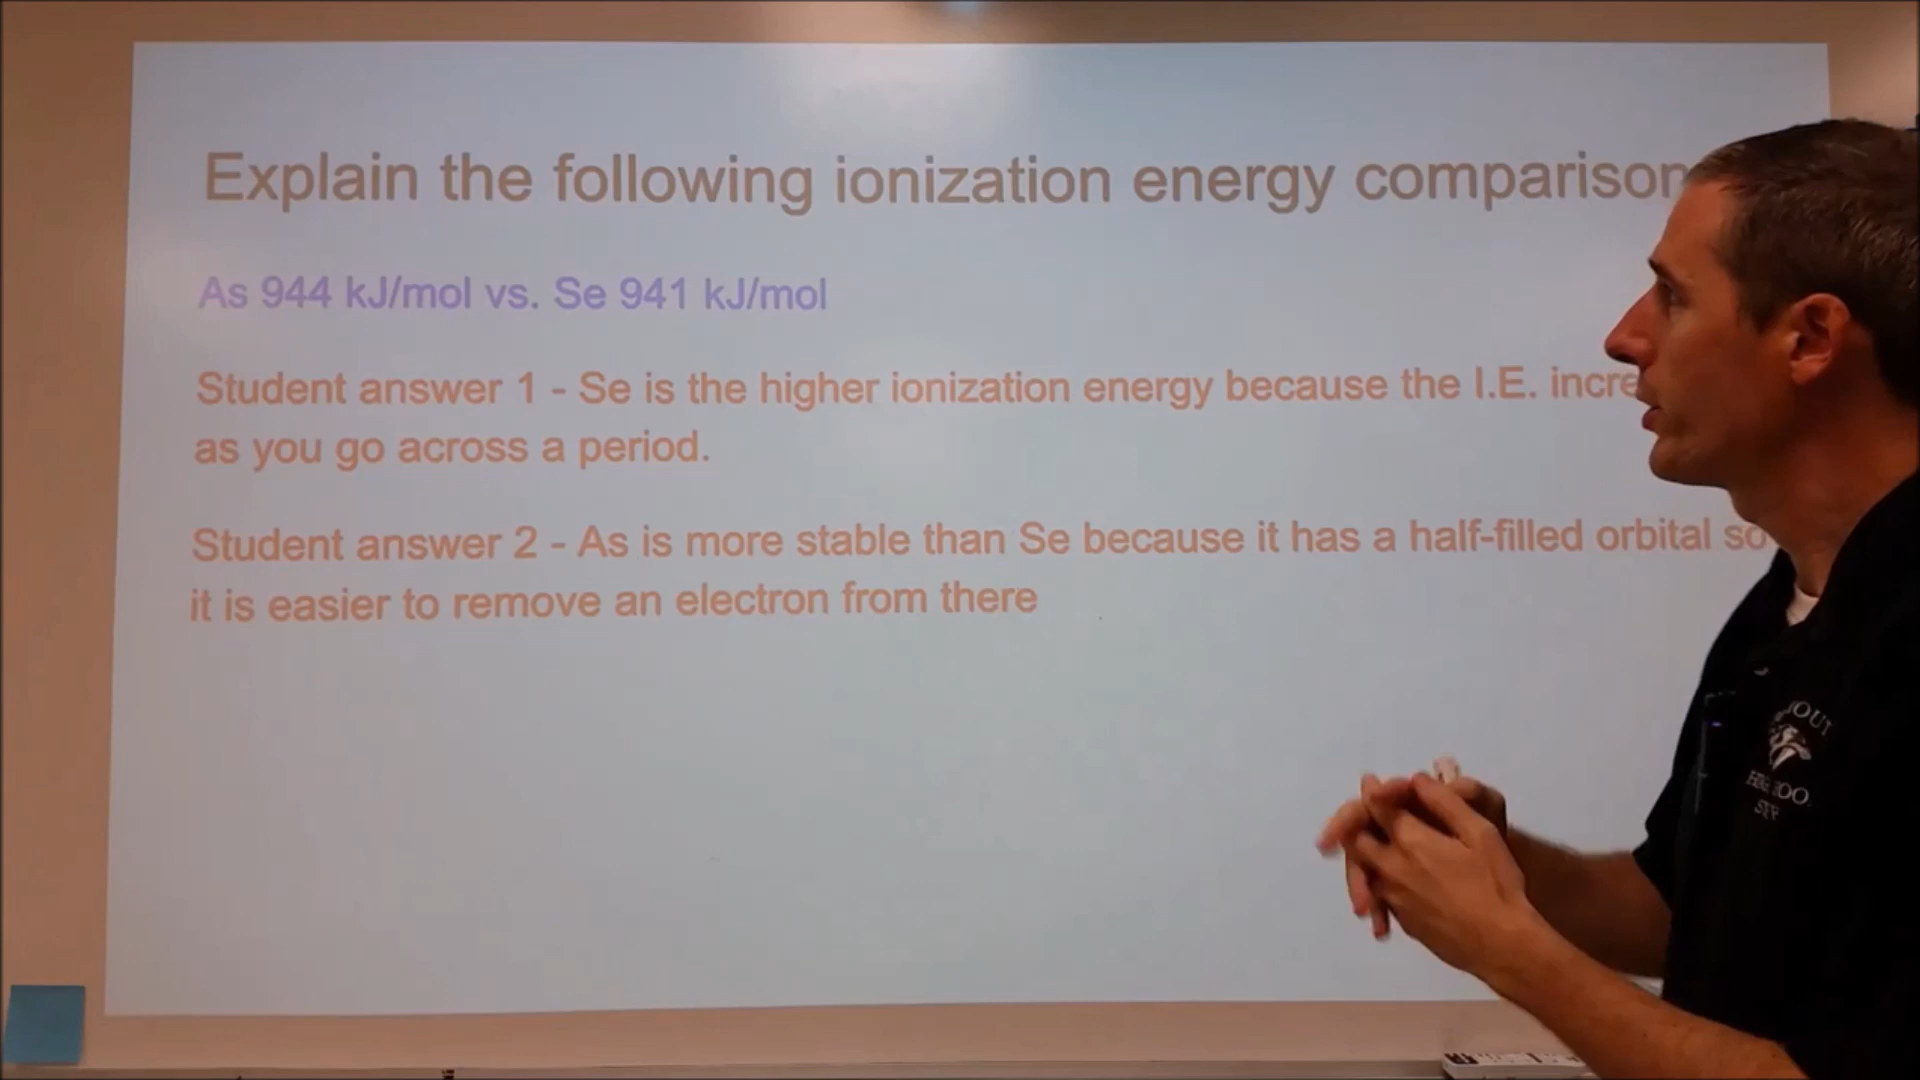 Explain the following ionization energy comparison
As 944 kJ/mol vs. Se 941 kJ/mol
Student answer 1 - Se is the higher ionization energy because the I.E.
as you go across a period.
Student answer 2 - As is more stable than Se because it has a half-filled orbital so
it is easier to remove an electron from there